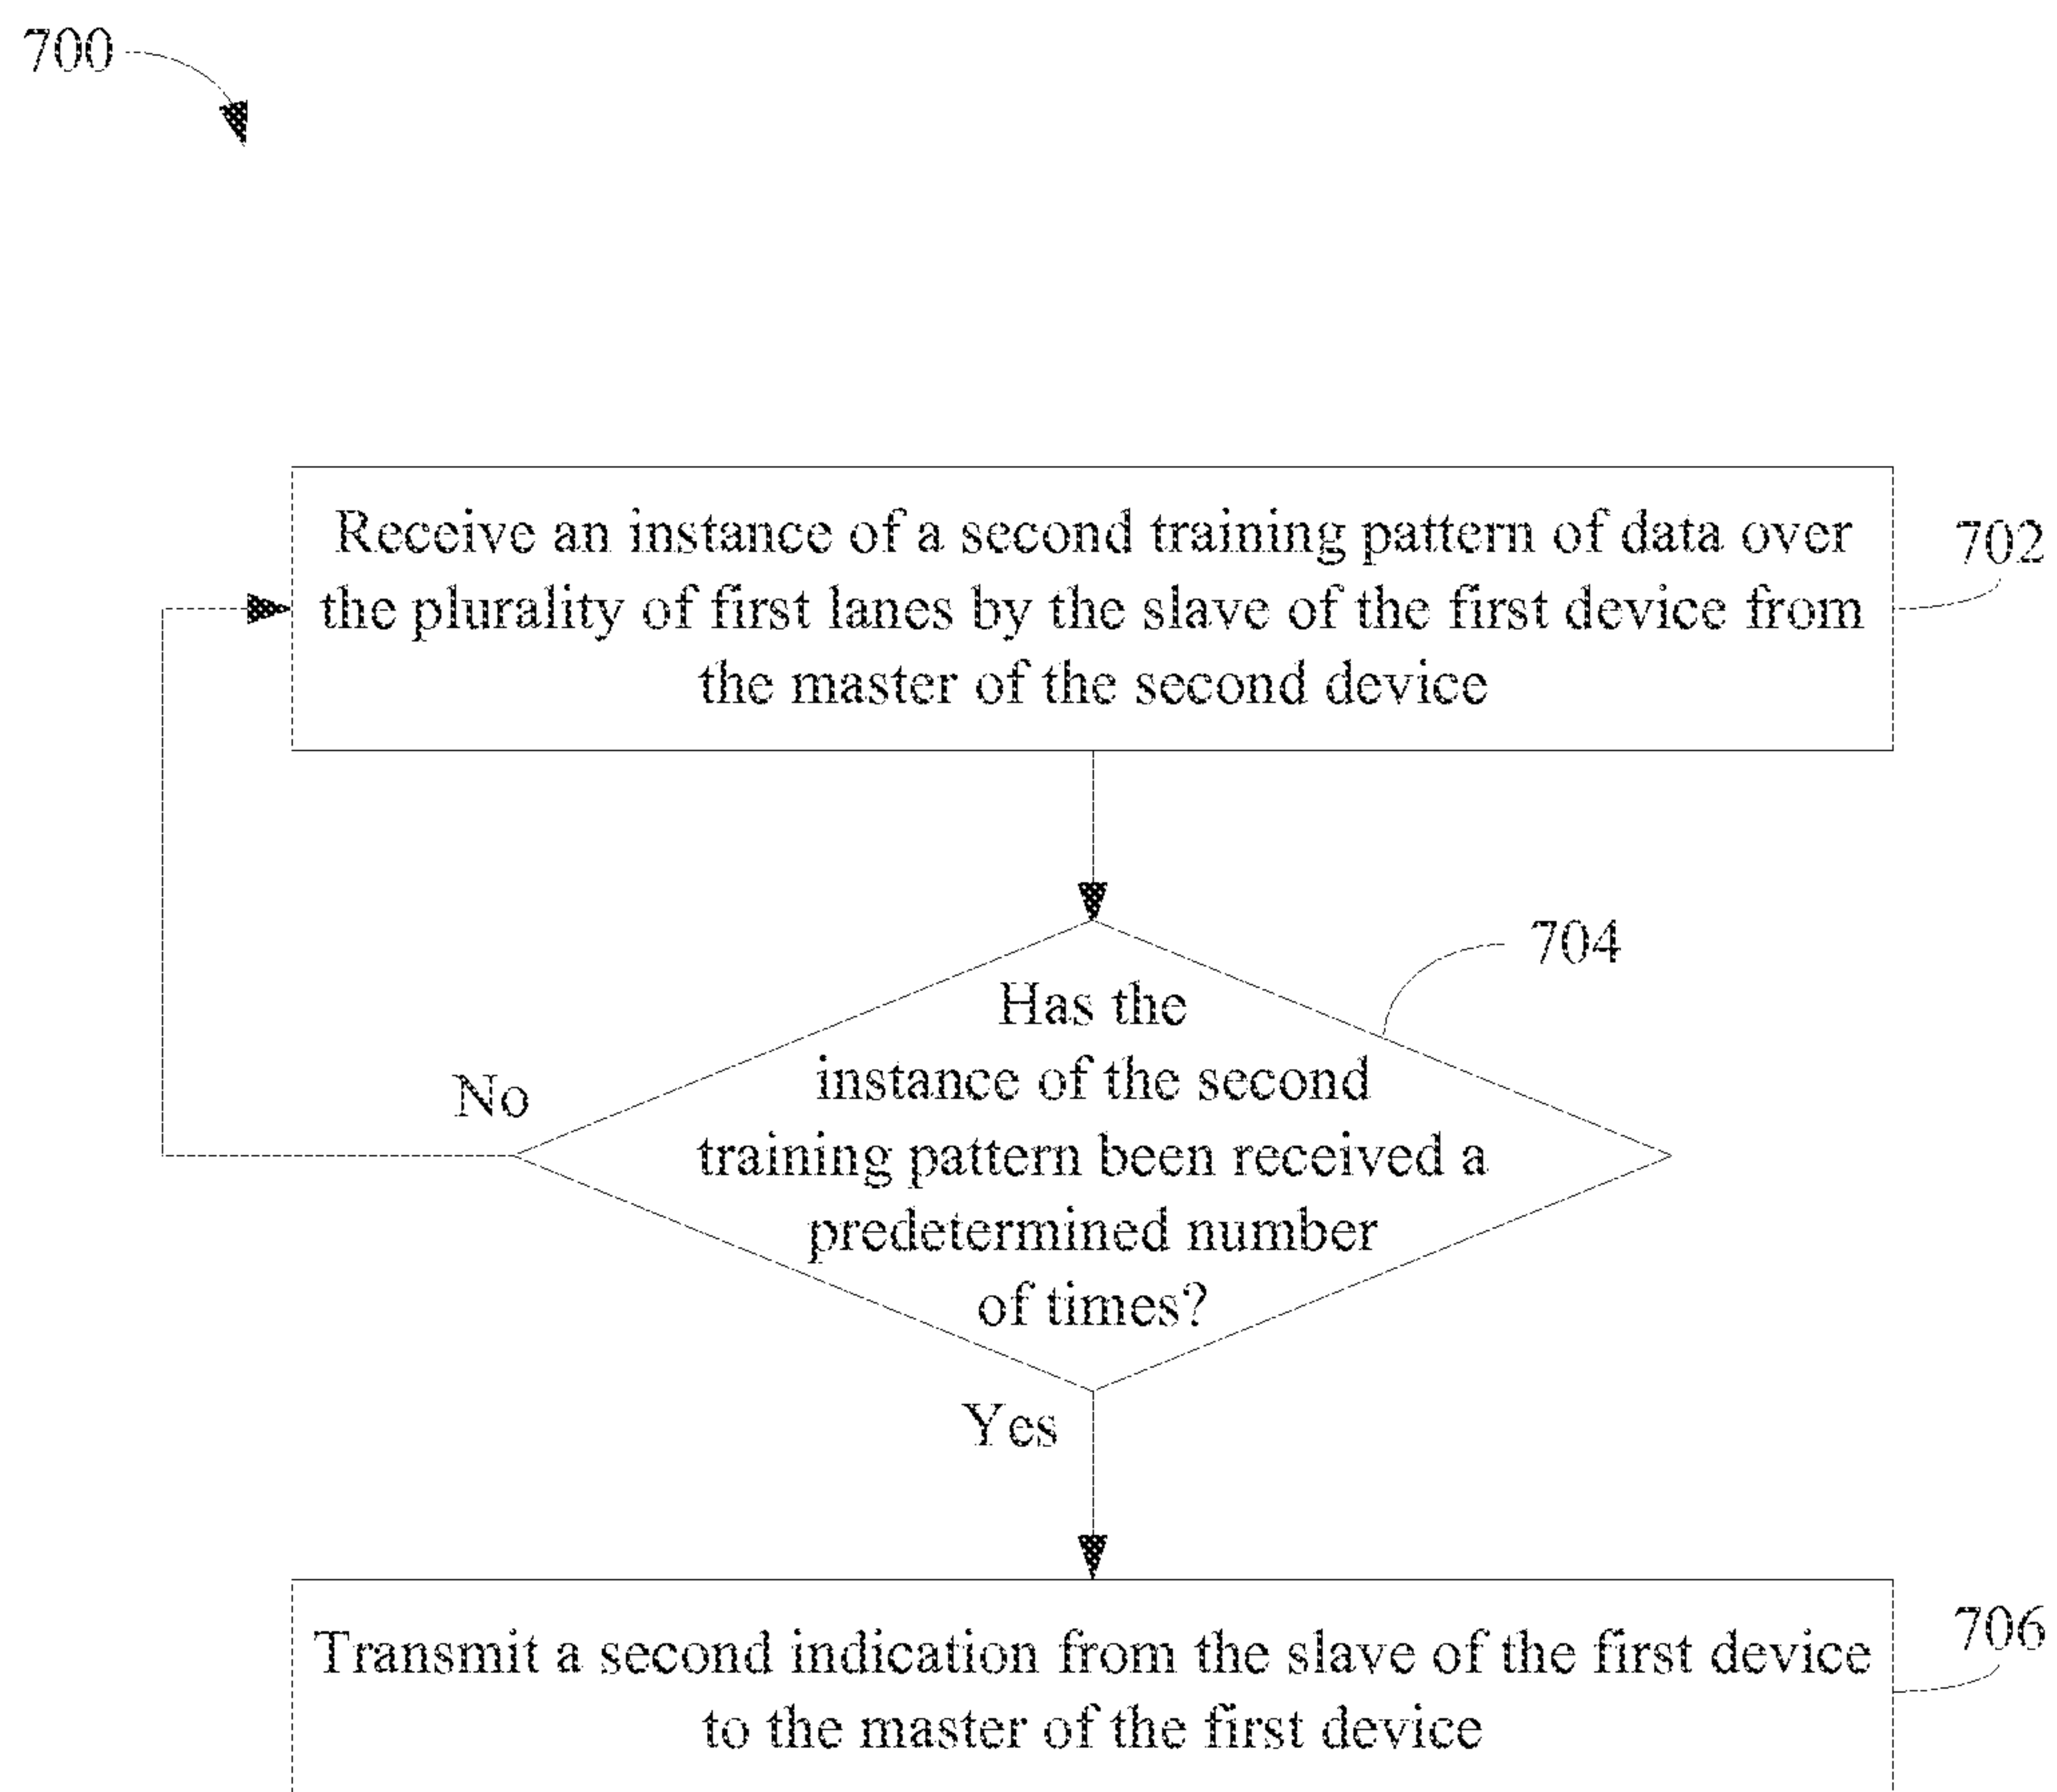 700
Receive an instance of a second training pattern of data over
the plurality of first lanes by the slave of the first device from
the master of the second device
702
704
Has the
instance of the second
training pattern been received a
predetermined number
of times?
No
Yes
Transmit a second indication from the slave of the first device
to the master of the first device
706